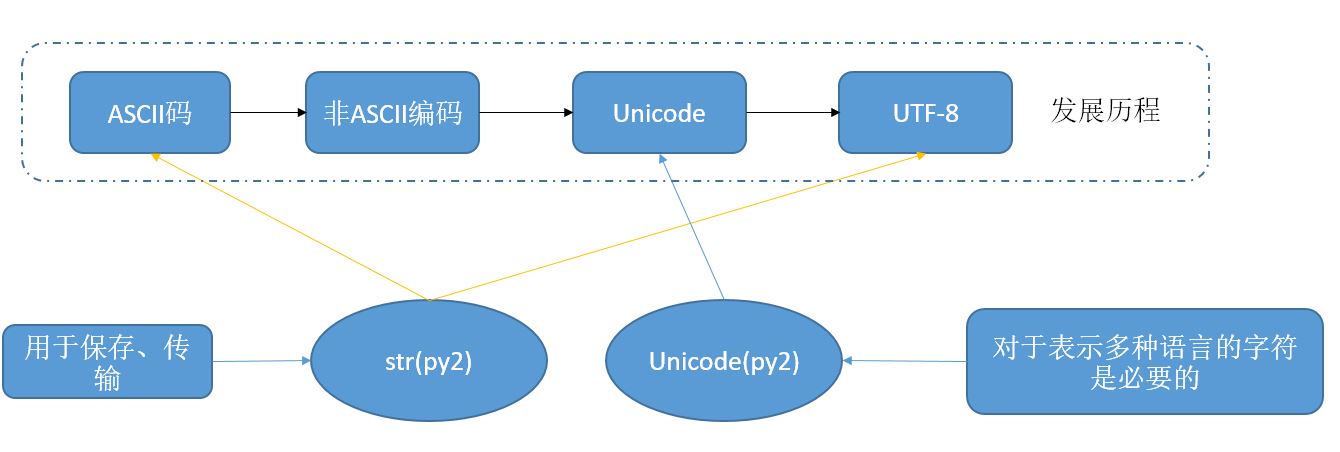 ASCII码
非ASCII编码
Unicode
UTF-8
发展历程
用于保存、传
输
str(py2)
Unicode(py2)
对于表示多种语言的字符
是必要的